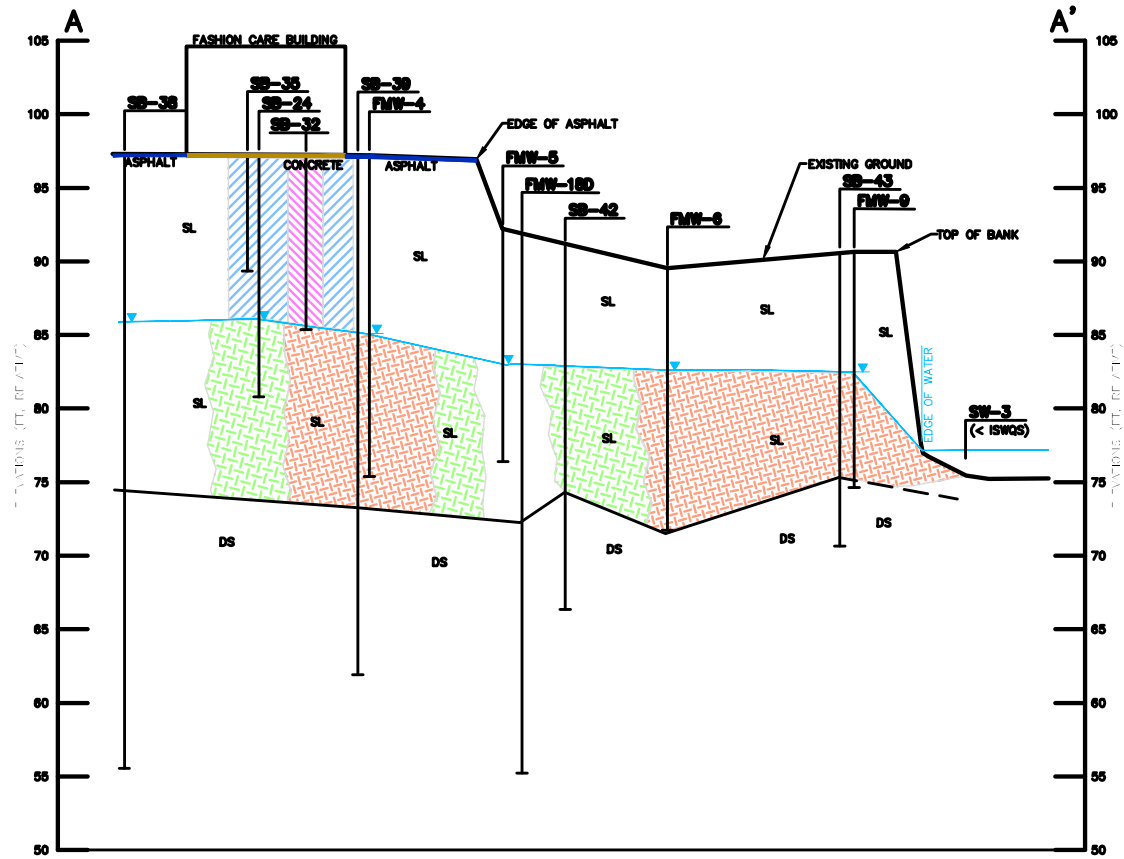 A
A'
105
105
FASHION CARE BUILDING
SB-35
SB-39
SB-38
SB-24
FMW-4
100
100
SB-32
EDGE OF ASPHALT
ASPHALT
CONCRETE
ASPHALT
FMW-5
EXISTING GROUND
95
95
FMW-18D
SB-43
SB-42
FMW-9
FMW-6
SL
TOP OF BANK
90
SL
90
SL
SL
SL
85
85
EDGE OF WATER
80
SL
80
SW-3
SL
SL
SL
SL
(< ISWQS)
75
75
DS
DS
DS
DS
DS
70
70
65
65
60
60
55
55
50
50